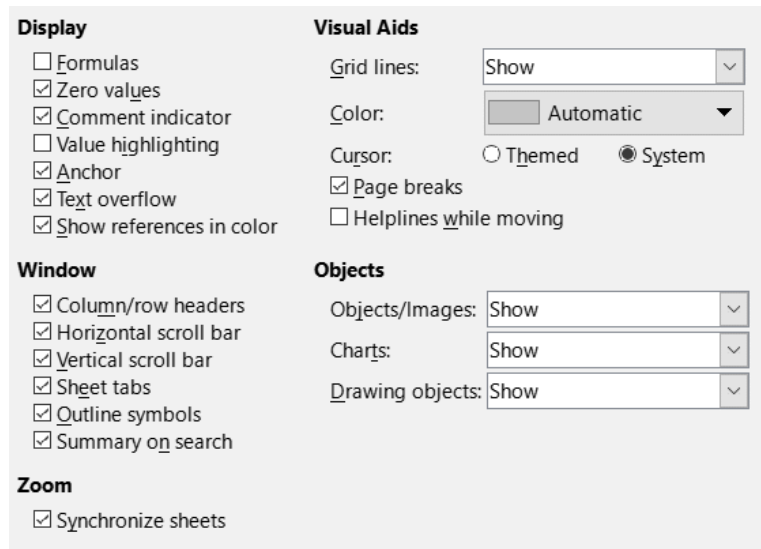 Display
Formulas
Zero values
Comment indicator
Value highlighting
Anchor
Text overflow
Show references in color
Visual Aids
Grid lines: Show
Color: Automatic
Cursor: Themed System
Page breaks
Helplines while moving
Window
Column/row headers
Horizontal scroll bar
Vertical scroll bar
Sheet tabs
Outline symbols
Summary on search
Objects
Objects/Images: Show
Charts: Show
Drawing objects: Show
Zoom
Synchronize sheets